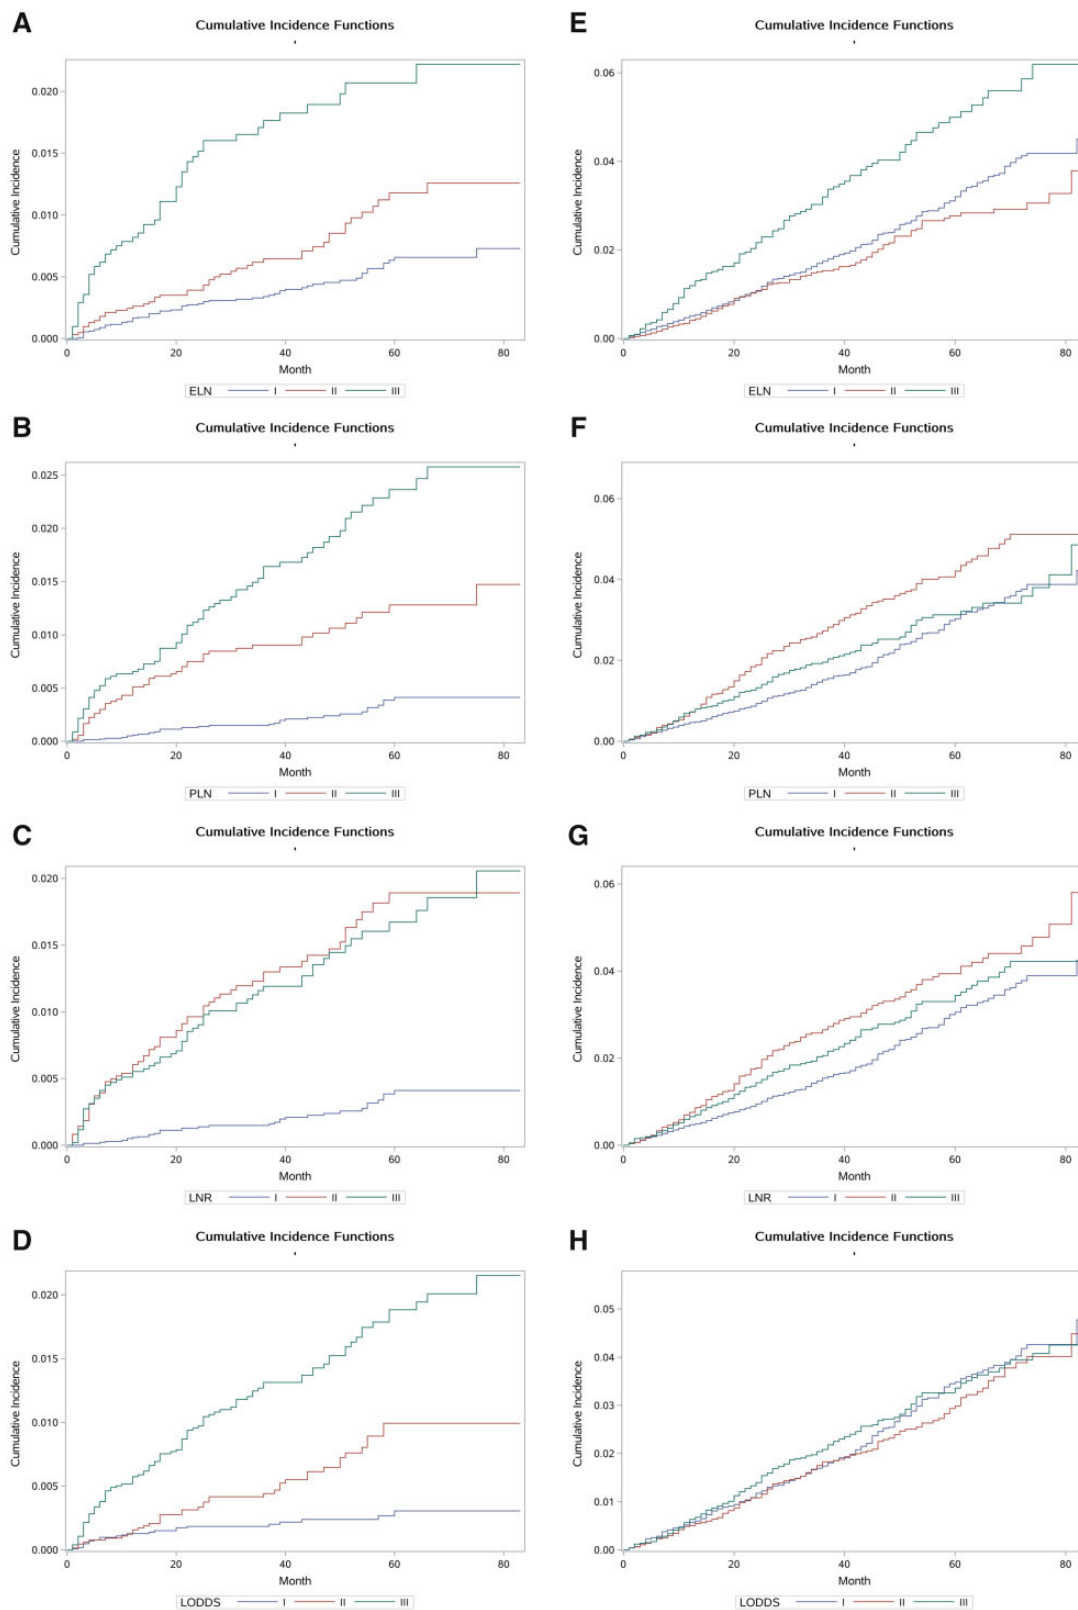 A
Cumulative Incidence Functions
Cumulative Incidence
0.020
0.015
0.010
0.005
0.000
0 20 40 60 80
Month
ELN I II III
E
Cumulative Incidence Functions
Cumulative Incidence
0.06
0.04
0.02
0.00
0 20 40 60 80
Month
ELN I II III
B
Cumulative Incidence Functions
Cumulative Incidence
0.025
0.020
0.015
0.010
0.005
0.000
0 20 40 60 80
Month
PLN I II III
F
Cumulative Incidence Functions
Cumulative Incidence
0.06
0.04
0.02
0.00
0 20 40 60 80
Month
PLN I II III
C
Cumulative Incidence Functions
Cumulative Incidence
0.020
0.015
0.010
0.005
0.000
0 20 40 60 80
Month
LNR I II III
G
Cumulative Incidence Functions
Cumulative Incidence
0.06
0.04
0.02
0.00
0 20 40 60 80
Month
LNR I II III
D
Cumulative Incidence Functions
Cumulative Incidence
0.020
0.015
0.010
0.005
0.000
0 20 40 60 80
Month
LODDS I II III
H
Cumulative Incidence Functions
Cumulative Incidence
0.05
0.04
0.03
0.02
0.01
0.00
0 20 40 60 80
Month
LODDS I II III